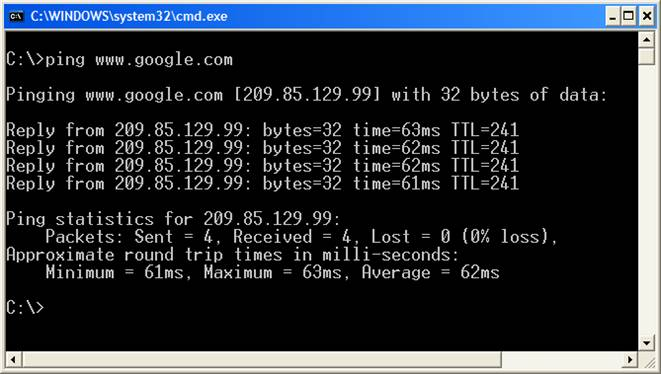 C:\WINDOWS\system32\cmd.exe
C:\>ping www.google.com
Pinging www.google.com [209.85.129.99] with 32 bytes of data:
Reply from 209.85.129.99: bytes=32 time=63ms TTL=241
Reply from 209.85.129.99: bytes=32 time=62ms TTL=241
Reply from 209.85.129.99: bytes=32 time=62ms TTL=241
Reply from 209.85.129.99: bytes=32 time=61ms TTL=241
Ping statistics for 209.85.129.99:
    Packets: Sent = 4, Received = 4, Lost = 0 (0% loss),
Approximate round trip times in milli-seconds:
    Minimum = 61ms, Maximum = 63ms, Average = 62ms
C:\>